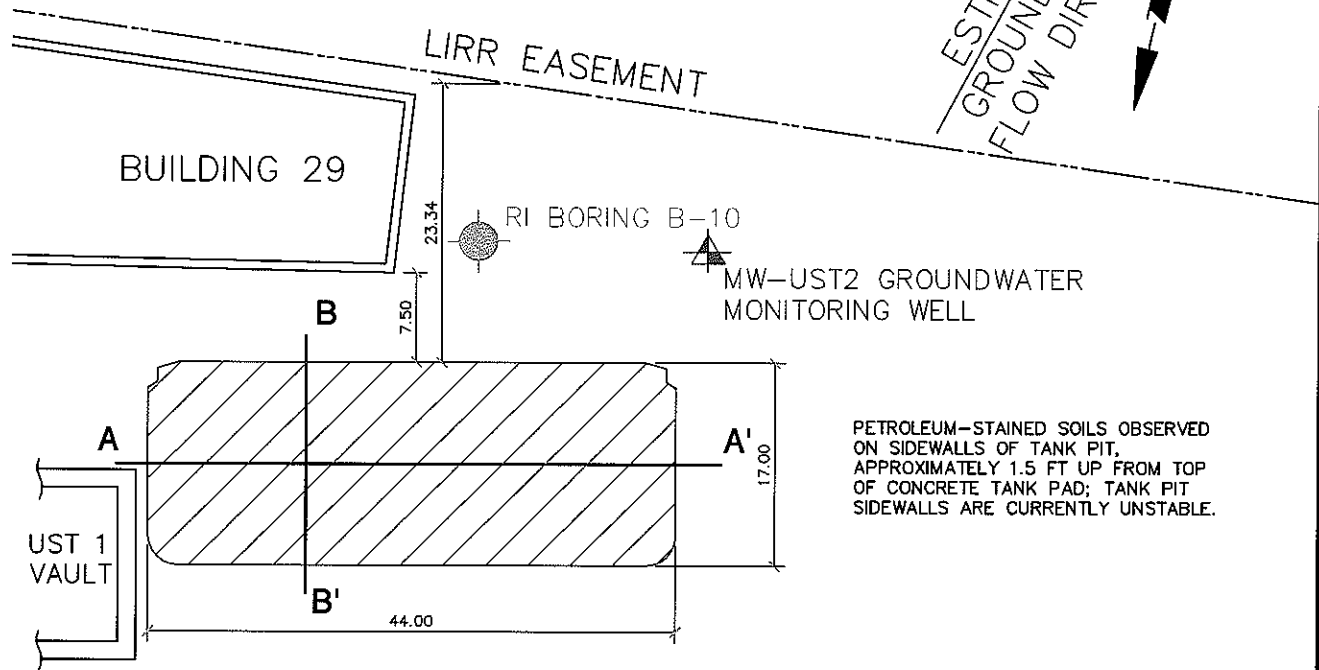 LIRR EASEMENT
GROUND
FLOW DIR
BUILDING 29
23.34
RI BORING B-10
MW-UST2 GROUNDWATER
MONITORING WELL
7.50
B
A
A'
17.00
PETROLEUM-STAINED SOILS OBSERVED
ON SIDEWALLS OF TANK PIT,
APPROXIMATELY 1.5 FT UP FROM TOP
OF CONCRETE TANK PAD; TANK PIT
SIDEWALLS ARE CURRENTLY UNSTABLE.
UST 1
VAULT
B'
44.00